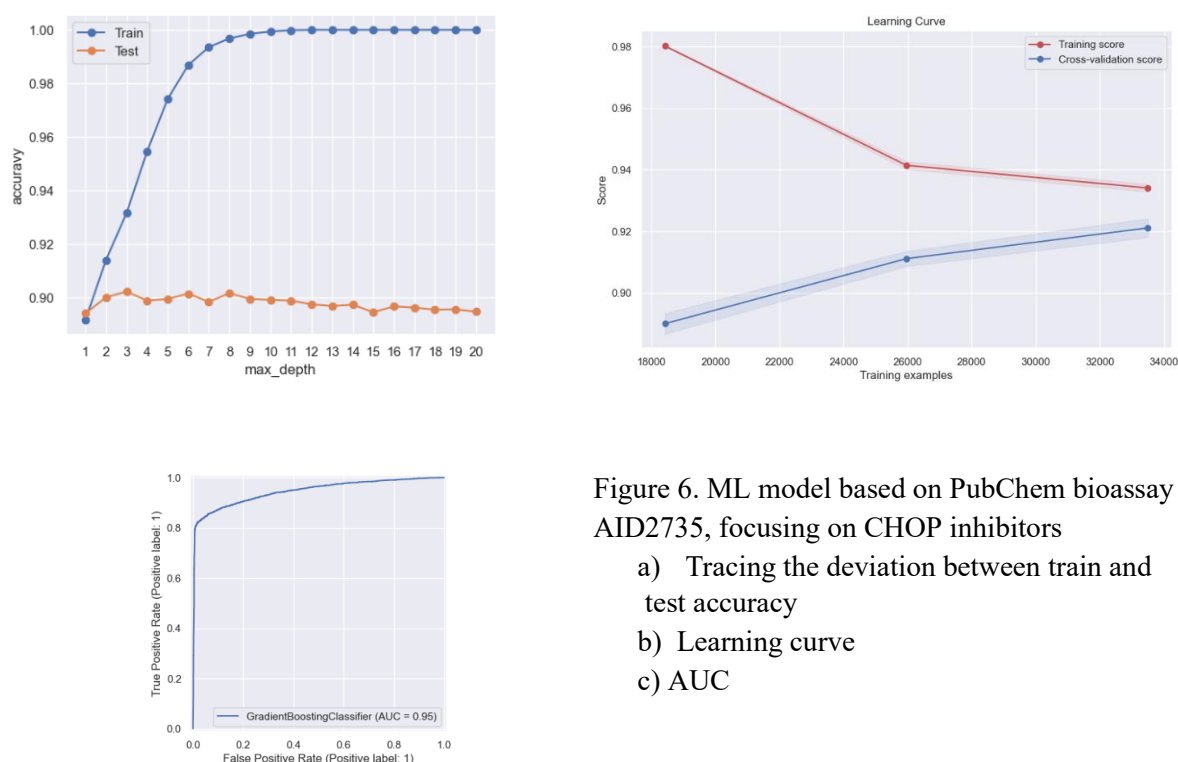 1.00
0.98
0.96
0.94
0.92
0.90
accuravy
Train
Test
1 2 3 4 5 6 7 8 9 10 11 12 13 14 15 16 17 18 19 20
max_depth
Learning Curve
0.98
0.96
0.94
0.92
0.90
Score
Training score
Cross-validation score
18000 20000 22000 24000 26000 28000 30000 32000 34000
Training examples
1.0
0.8
0.6
0.4
0.2
0.0
True Positive Rate (Positive label: 1)
GradientBoostingClassifier (AUC = 0.95)
0.0 0.2 0.4 0.6 0.8 1.0
False Positive Rate (Positive label: 1)
Figure 6. ML model based on PubChem bioassay
AID2735, focusing on CHOP inhibitors
a) Tracing the deviation between train and
test accuracy
b) Learning curve
c) AUC